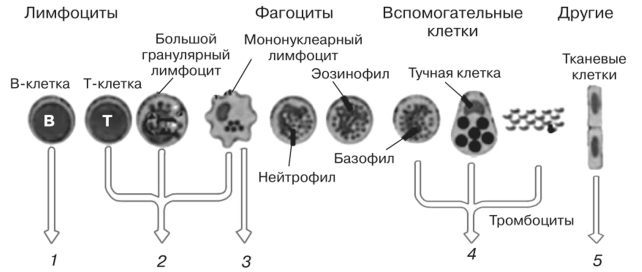 Лимфоциты
Фагоциты
Вспомогательные
клетки
Другие
Большой
гранулярный
лимфоцит
Мононуклеарный
лимфоцит
Эозинофил
Тучная клетка
Тканевые
клетки
В-клетка
Т-клетка
В
Т
Нейтрофил
Базофил
Тромбоциты
1
2
3
4
5